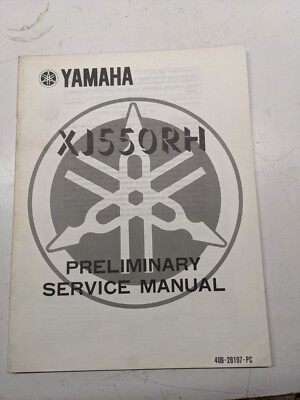 YAMAHA
XJ550RH
PRELIMINARY
SERVICE MANUAL
4U8-28197-PC